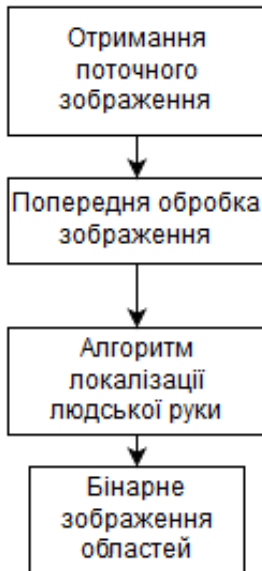 Отримання
поточного
зображення
Попередня обробка
зображення
Алгоритм
локалізації
людської руки
Бінарне
зображення
областей